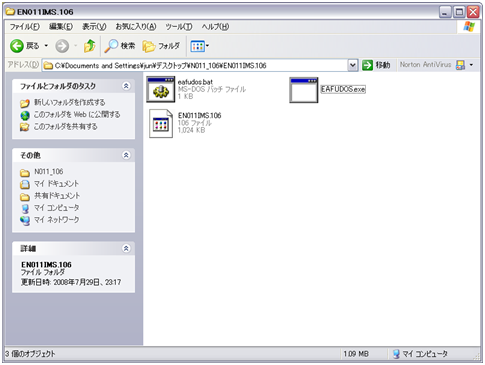 EN011IMS.106
ファイル(F) 編集(E) 表示(V) お気に入り(A) ツール(T) ヘルプ(H)
戻る 検索 フォルダ
アドレス(D) C:¥Documents and Settings¥jun¥デスクトップ¥N011_106¥EN011IMS.106 移動 Norton AntiVirus
ファイルとフォルダのタスク
新しいフォルダを作成する
このフォルダを Web に公開する
このフォルダを共有する
その他
N011_106
マイ ドキュメント
共有ドキュメント
マイ コンピュータ
マイ ネットワーク
詳細
EN011IMS.106
ファイル フォルダ
更新日時: 2008年7月29日、23:17
eafudos.bat
MS-DOS バッチ ファイル
1 KB
EAFUDOS.exe
EN011IMS.106
106 ファイル
1,024 KB
3 個のオブジェクト 1.09 MB マイ コンピュータ